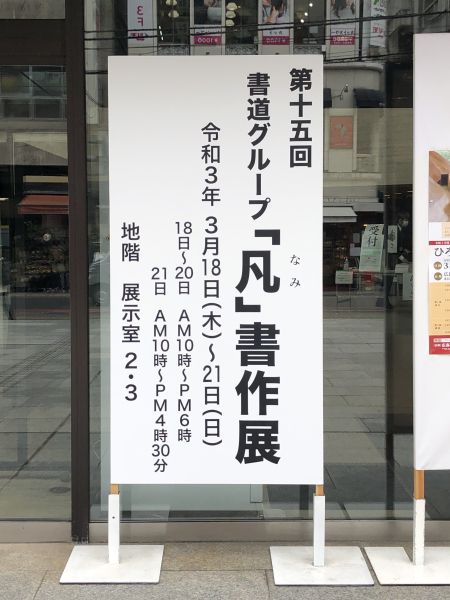 第十五回
書道グループ「凡」書作展
なみ
令和3年 3月18日(木)～21日(日)
18日～20日 AM10時～PM6時
21日 AM10時～PM4時30分
地階 展示室 2・3
受付